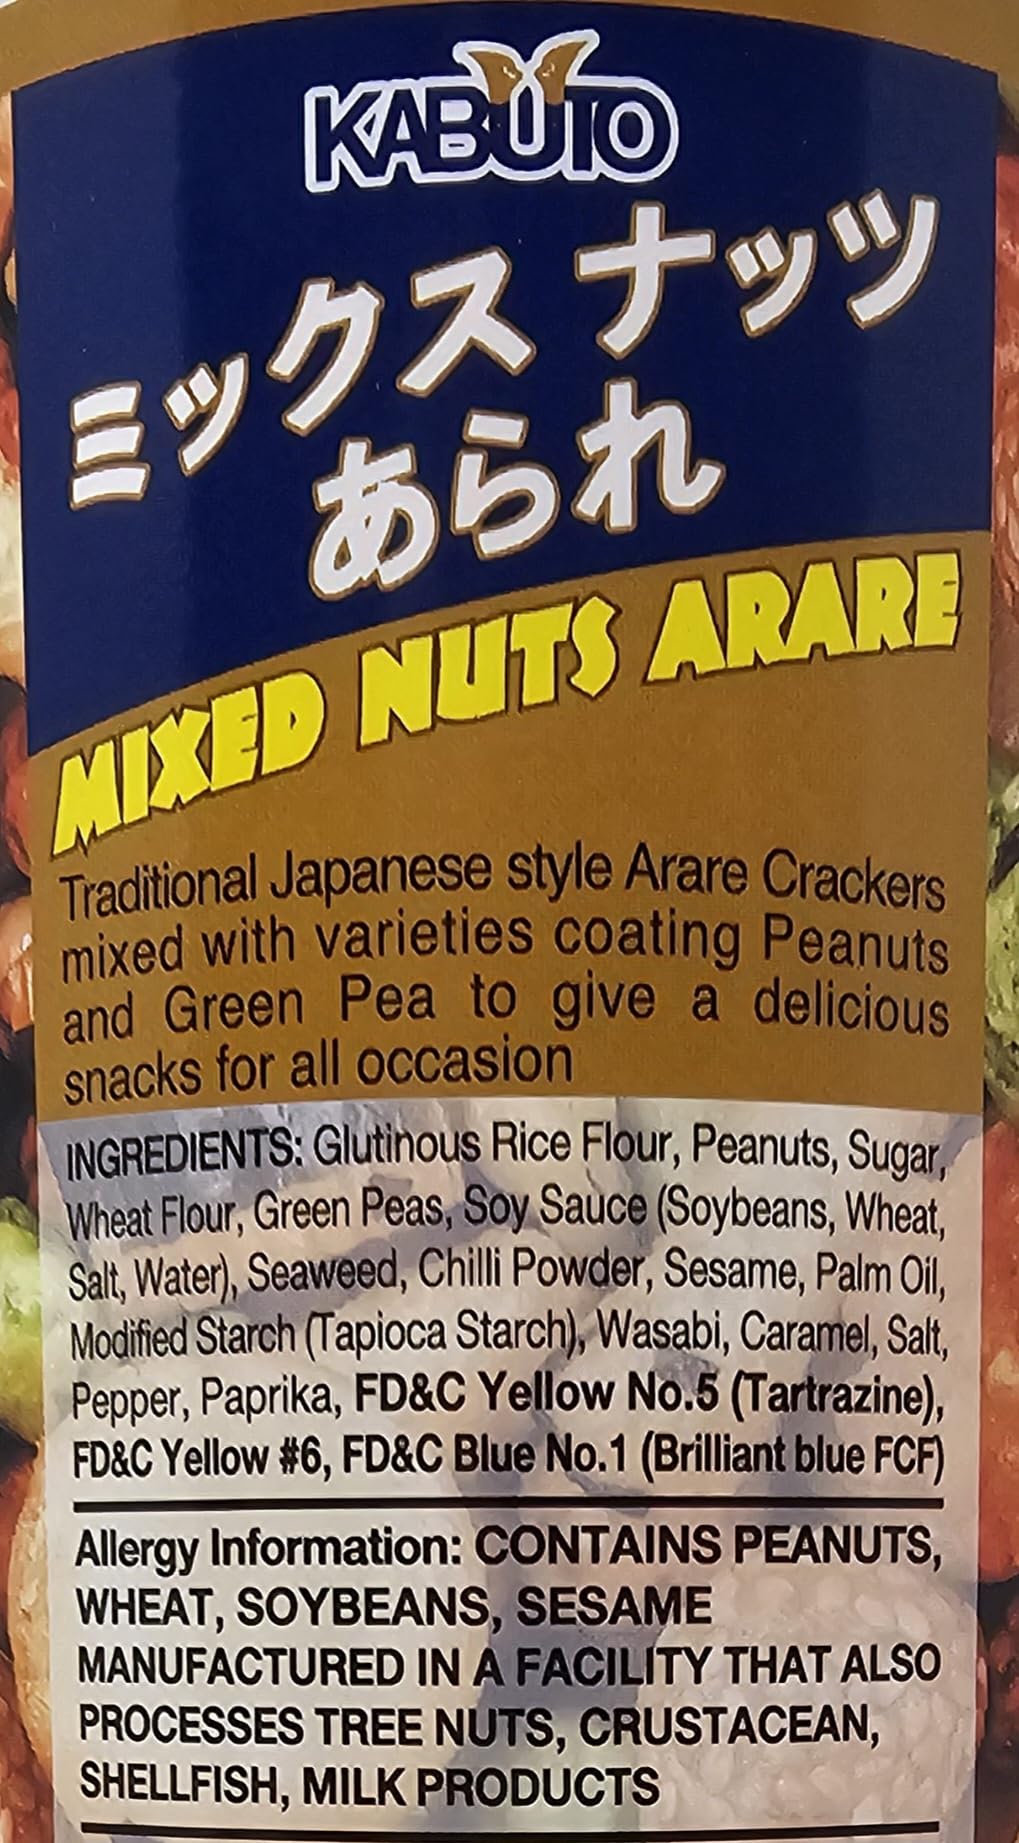 KABUTO
ミックス ナッツ
あられ
MIXED NUTS ARARE
Traditional Japanese style Arare Crackers
mixed with varieties coating Peanuts
and Green Pea to give a delicious
snacks for all occasion
INGREDIENTS: Glutinous Rice Flour, Peanuts, Sugar,
Wheat Flour, Green Peas, Soy Sauce (Soybeans, Wheat,
Salt, Water), Seaweed, Chilli Powder, Sesame, Palm Oil,
Modified Starch (Tapioca Starch), Wasabi, Caramel, Salt,
Pepper, Paprika, FD&C Yellow No.5 (Tartrazine),
FD&C Yellow #6, FD&C Blue No.1 (Brilliant blue FCF)
Allergy Information: CONTAINS PEANUTS,
WHEAT, SOYBEANS, SESAME
MANUFACTURED IN A FACILITY THAT ALSO
PROCESSES TREE NUTS, CRUSTACEAN,
SHELLFISH, MILK PRODUCTS